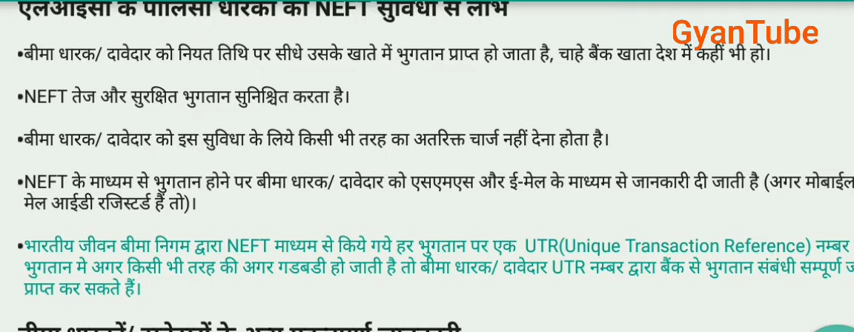 एलआइसी के पॉलिसी धारकों को NEFT सुविधा से लाभ
GyanTube
•बीमा धारक/ दावेदार को नियत तिथि पर सीधे उसके खाते में भुगतान प्राप्त हो जाता है, चाहे बैंक खाता देश में कहीं भी हो।
•NEFT तेज और सुरक्षित भुगतान सुनिश्चित करता है।
•बीमा धारक/ दावेदार को इस सुविधा के लिये किसी भी तरह का अतरिक्त चार्ज नहीं देना होता है।
•NEFT के माध्यम से भुगतान होने पर बीमा धारक/ दावेदार को एसएमएस और ई-मेल के माध्यम से जानकारी दी जाती है (अगर मोबाईल
मेल आईडी रजिस्टर्ड हैं तो)।
•भारतीय जीवन बीमा निगम द्वारा NEFT माध्यम से किये गये हर भुगतान पर एक UTR(Unique Transaction Reference) नम्बर
भुगतान मे अगर किसी भी तरह की अगर गडबडी हो जाती है तो बीमा धारक/ दावेदार UTR नम्बर द्वारा बैंक से भुगतान संबंधी सम्पूर्ण
प्राप्त कर सकते हैं।